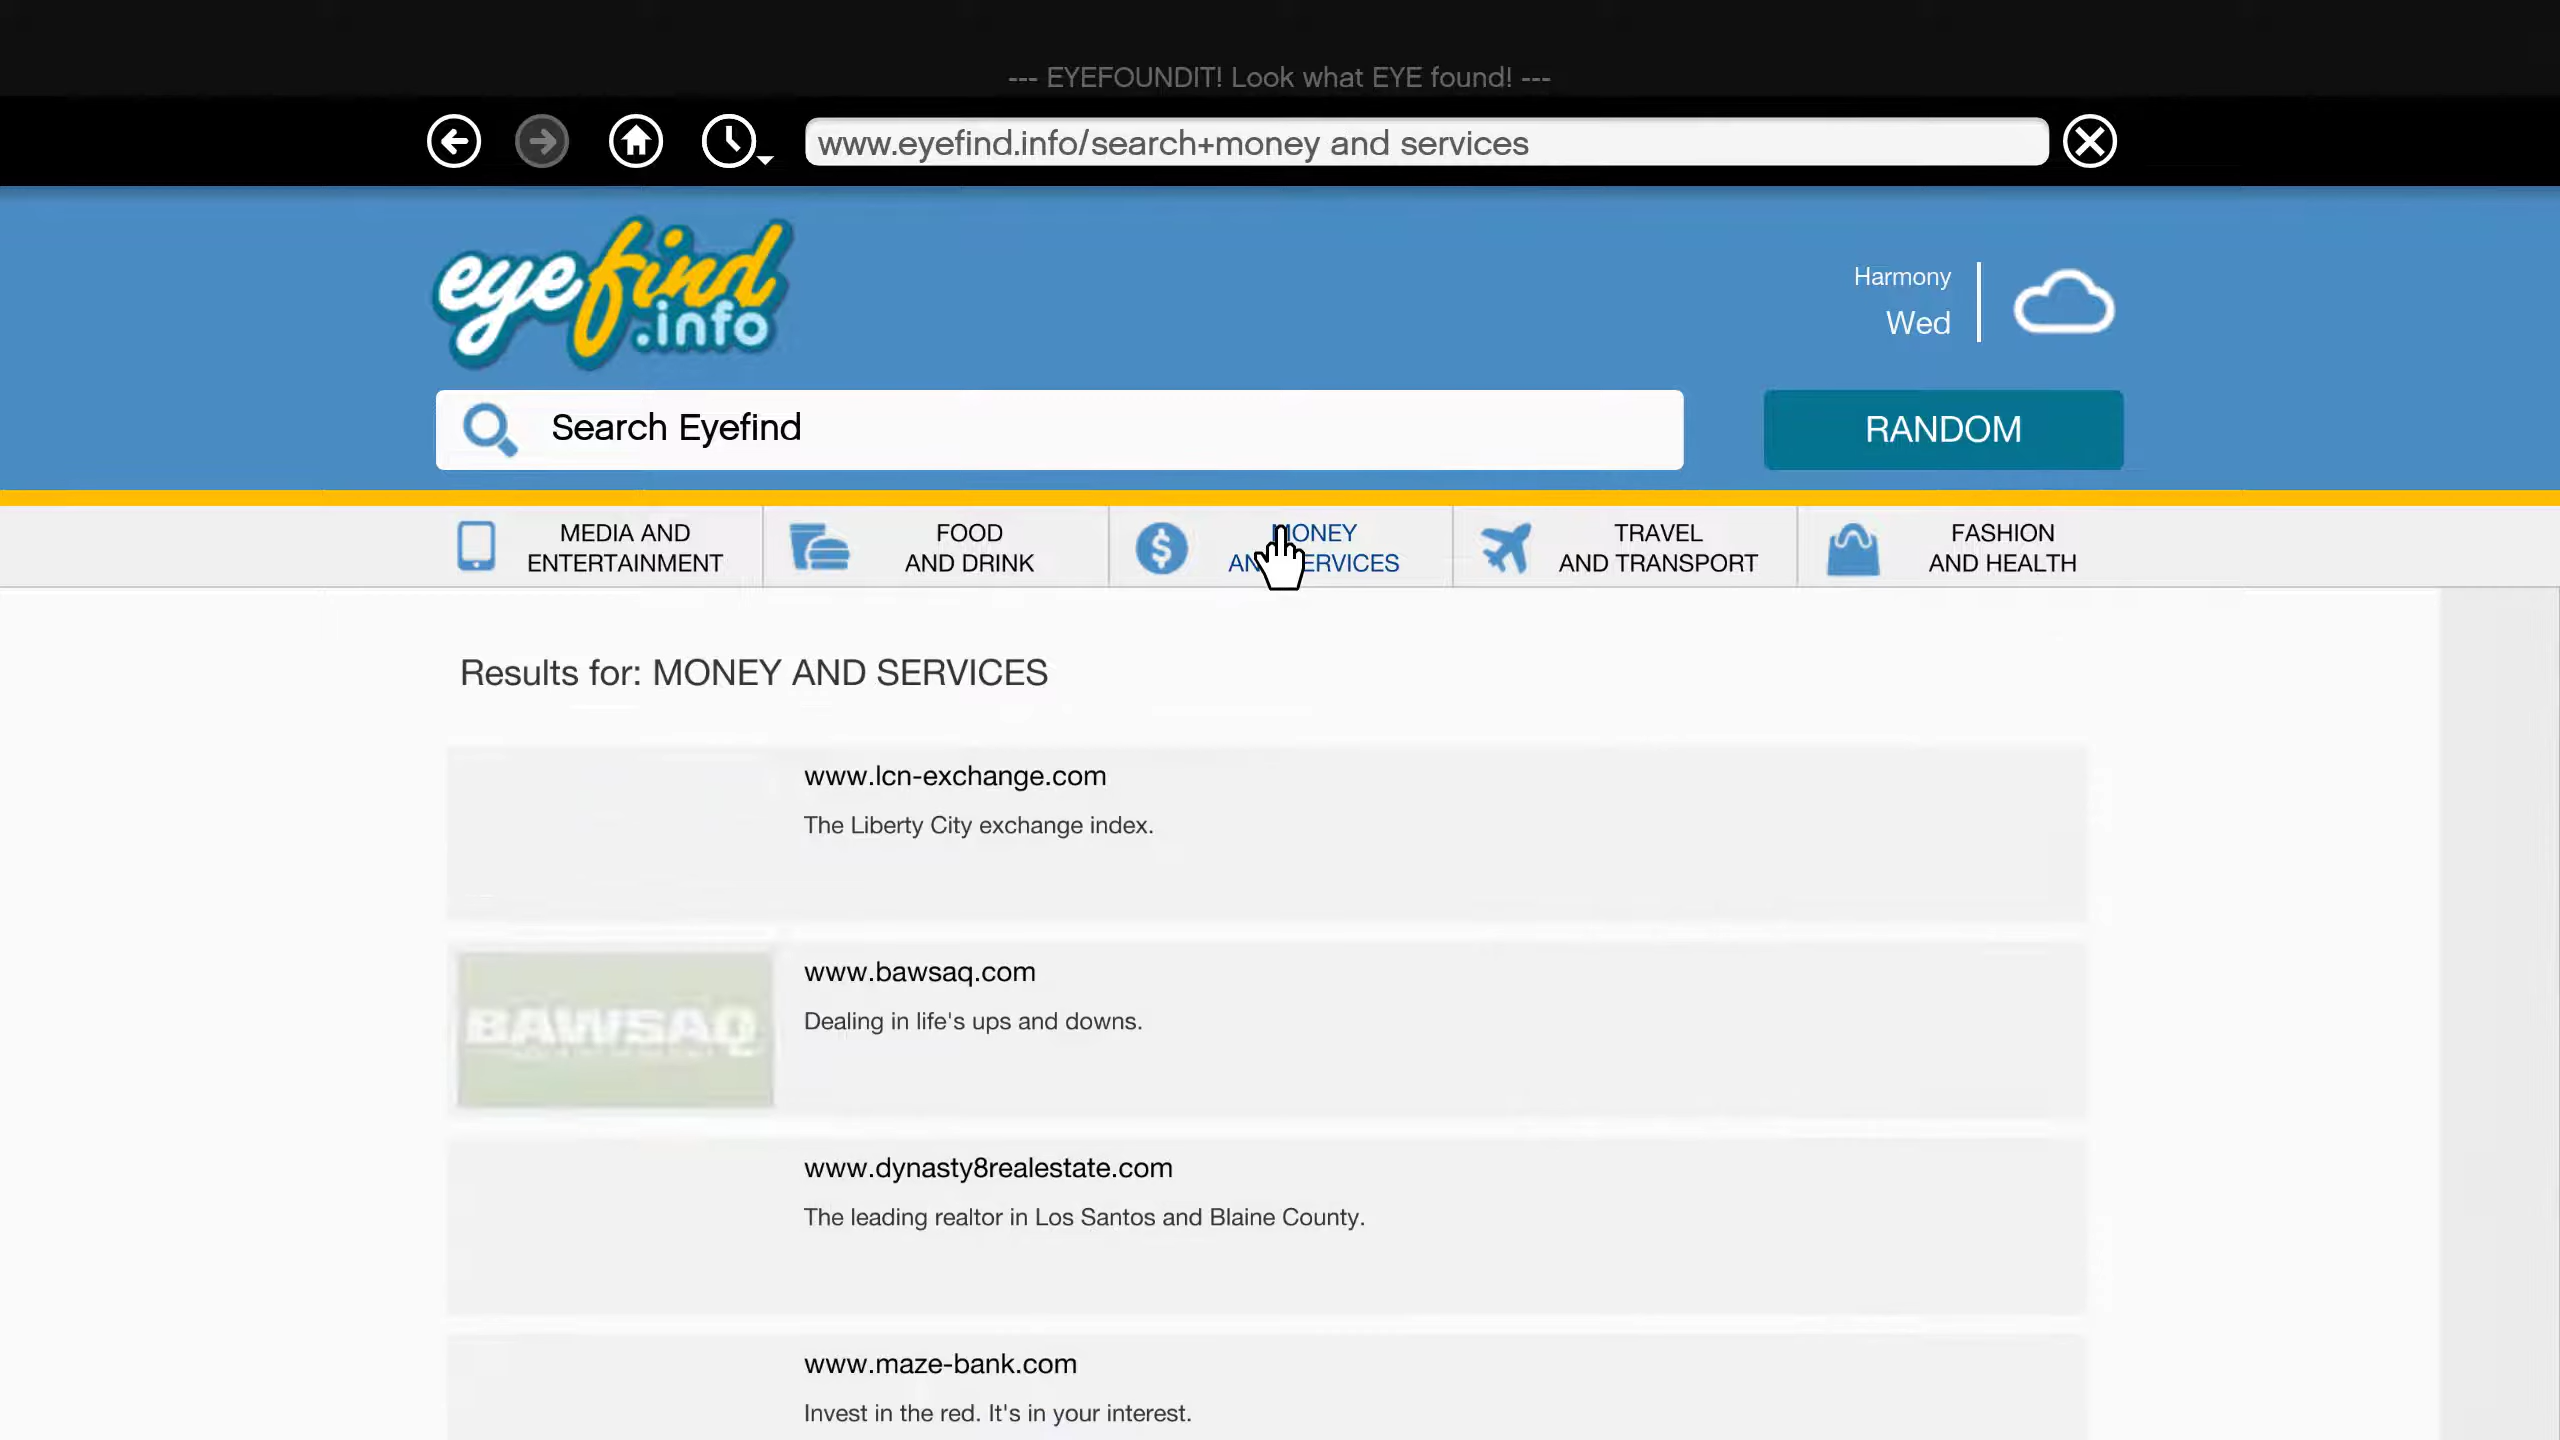 --- EYEFOUNDIT! Look what EYE found! ---
www.eyefind.info/search+money and services
eyefind
.info
Harmony
Wed
Search Eyefind
RANDOM
MEDIA AND
ENTERTAINMENT
FOOD
AND DRINK
MONEY
AND SERVICES
TRAVEL
AND TRANSPORT
FASHION
AND HEALTH
Results for: MONEY AND SERVICES
www.lcn-exchange.com
The Liberty City exchange index.
BAWSAQ
www.bawsaq.com
Dealing in life's ups and downs.
www.dynasty8realestate.com
The leading realtor in Los Santos and Blaine County.
www.maze-bank.com
Invest in the red. It's in your interest.